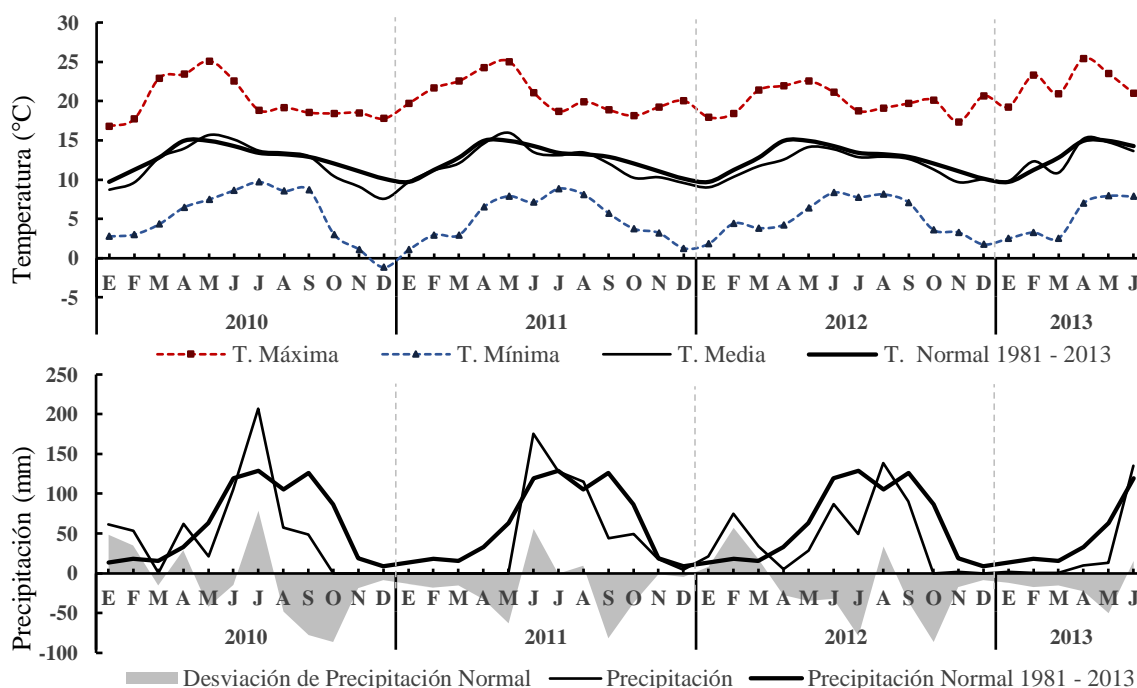 30
25
20
15
10
5
0
-5
Temperatura (°C)
E F M A M J J A S O N D E F M A M J J A S O N D E F M A M J J A S O N D E F M A M J
2010 2011 2012 2013
T. Máxima T. Mínima T. Media T. Normal 1981 - 2013
250
200
150
100
50
0
-50
-100
Precipitación (mm)
E F M A M J J A S O N D E F M A M J J A S O N D E F M A M J J A S O N D E F M A M J
2010 2011 2012 2013
Desviación de Precipitación Normal Precipitación Precipitación Normal 1981 - 2013